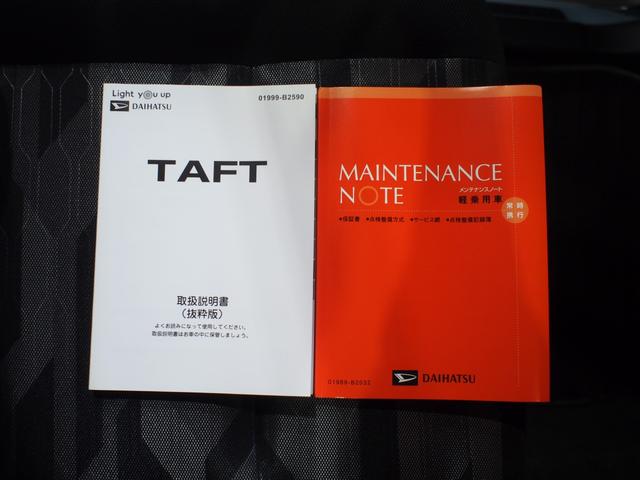 Light you up
DAIHATSU
01999-B2590
TAFT
取扱説明書
（抜粋版）
よくお読みになって使用してください。
取扱説明書はお車の中に保管しましょう。
MAINTENANCE
NOTE
メンテナンスノート
軽乗用車
常時
携行
●保証書 ●点検整備方式 ●サービス網 ●点検整備記録簿
01989-B2032
DAIHATSU